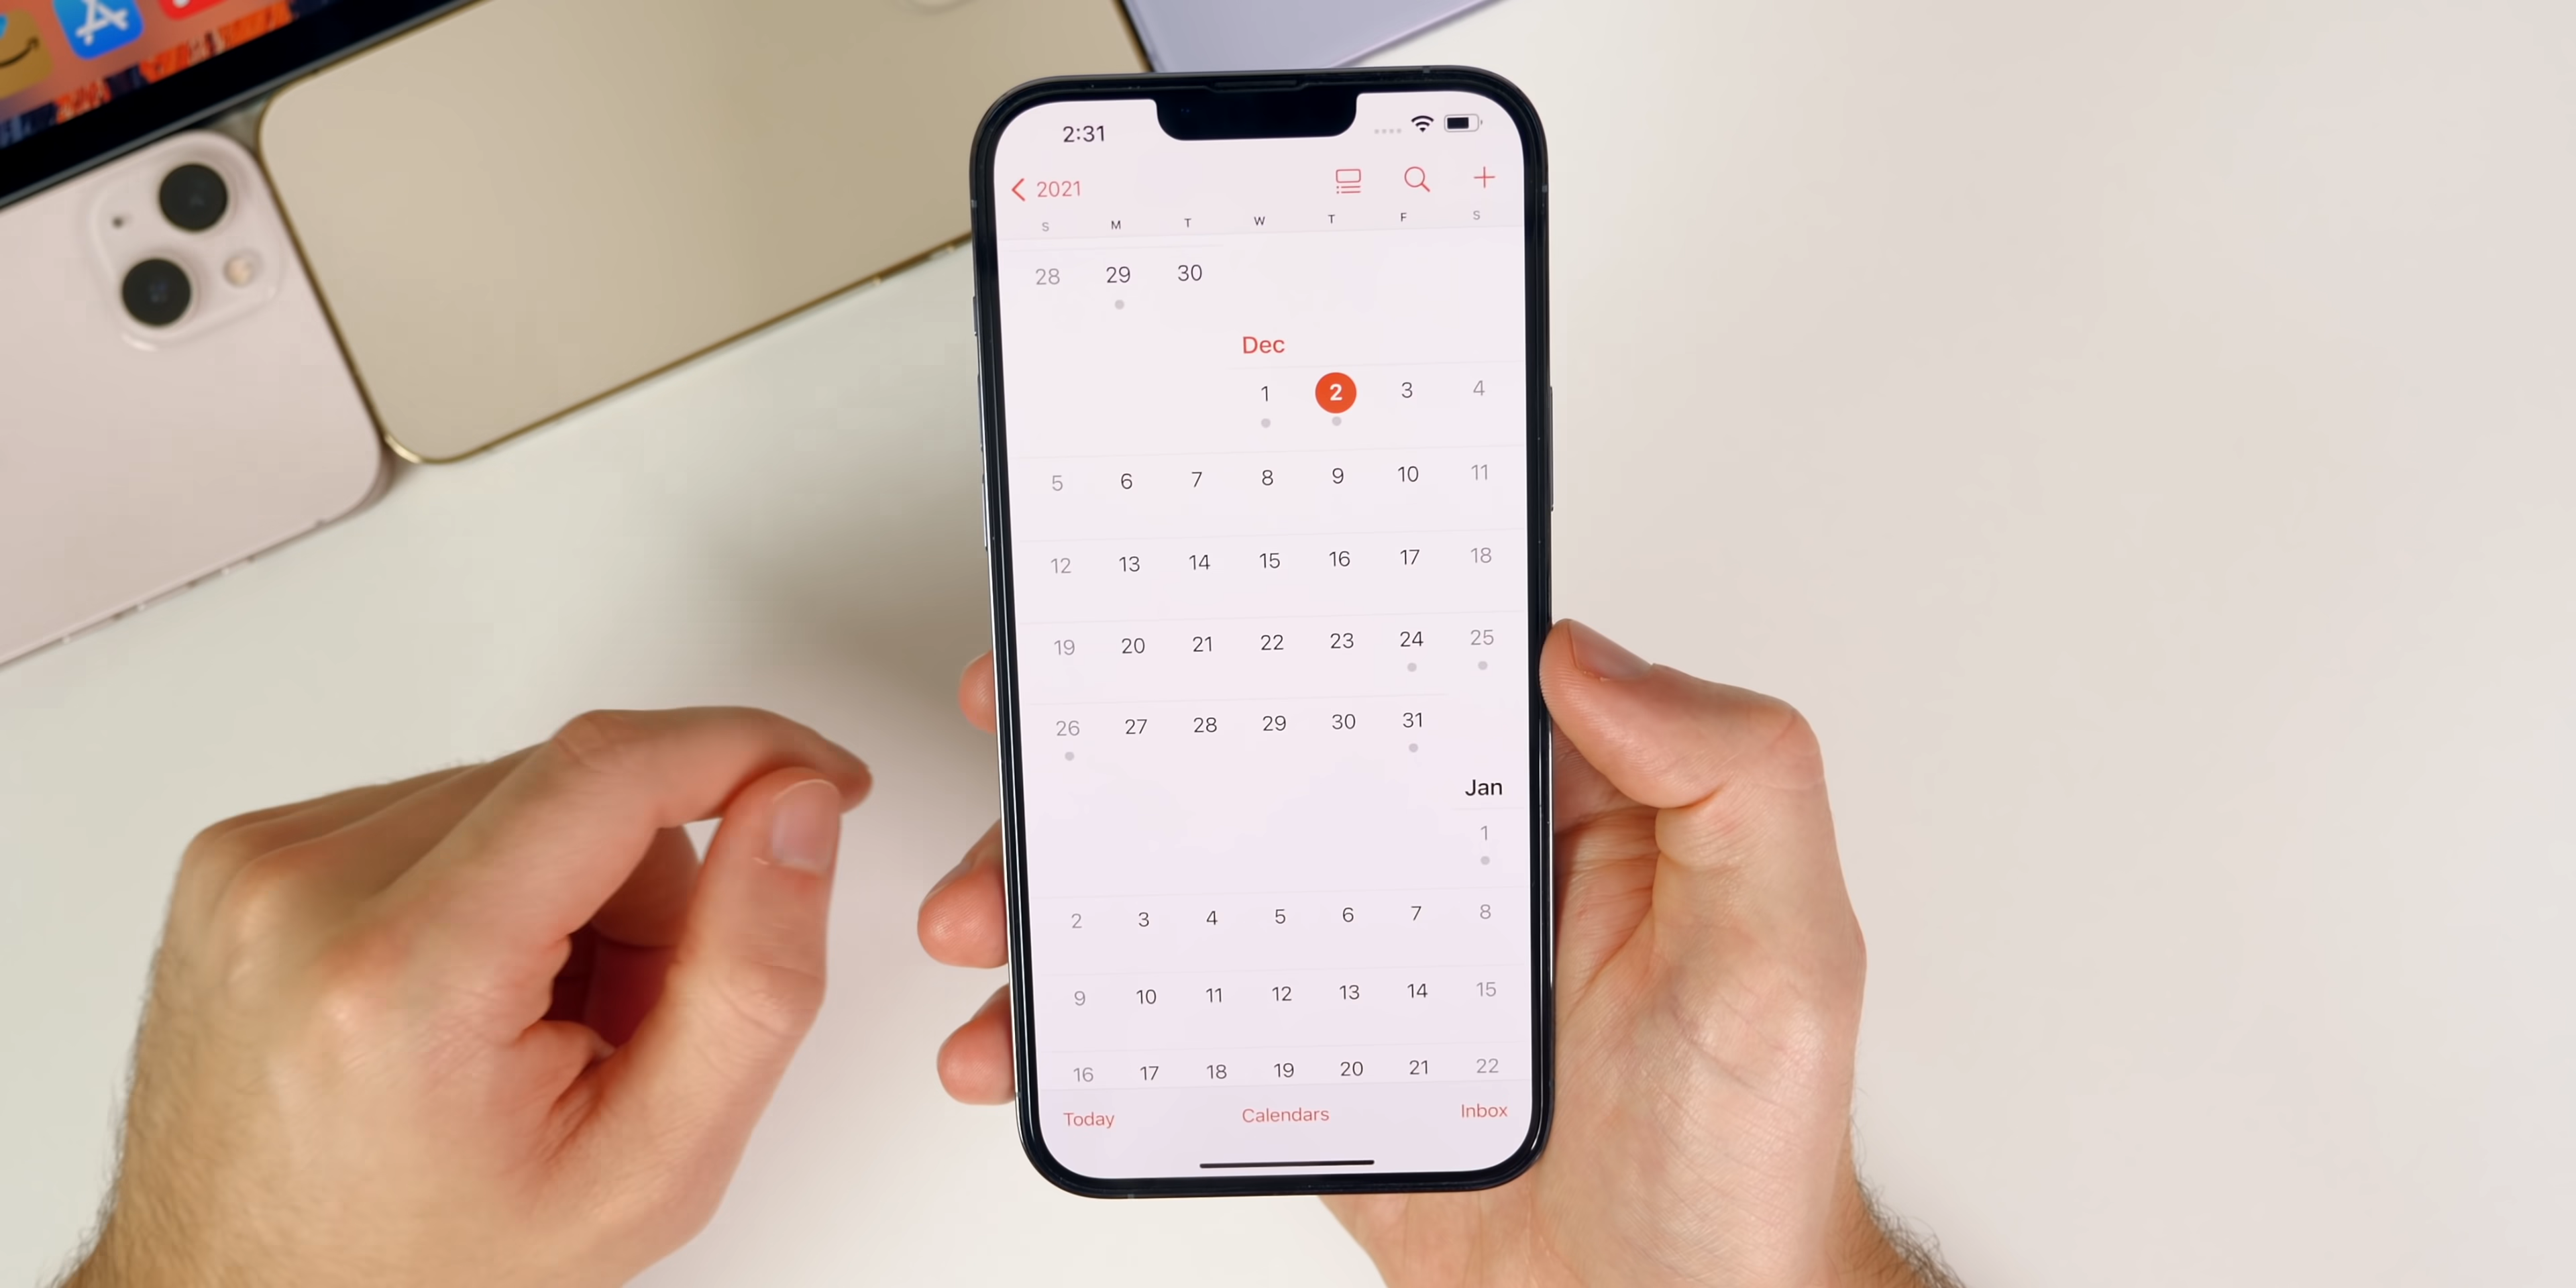 2:31
2021
S M T W T F S
28 29 30
Dec
1 2 3 4
5 6 7 8 9 10 11
12 13 14 15 16 17 18
19 20 21 22 23 24 25
26 27 28 29 30 31
Jan
1
2 3 4 5 6 7 8
9 10 11 12 13 14 15
16 17 18 19 20 21 22
Today Calendars Inbox